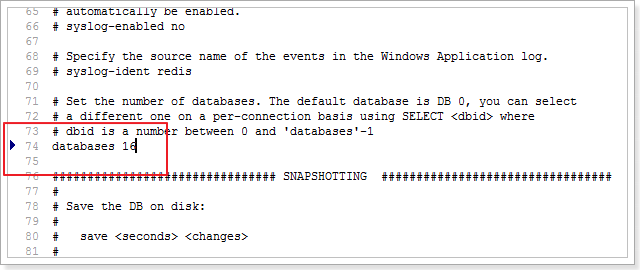 65 # automatically be enabled.
66 # syslog-enabled no
67
68 # Specify the source name of the events in the Windows Application log.
69 # syslog-ident redis
70
71 # Set the number of databases. The default database is DB 0, you can select
72 # a different one on a per-connection basis using SELECT <dbid> where
73 # dbid is a number between 0 and 'databases'-1
74 databases 16
75
76 ################################ SNAPSHOTTING ################################
77 #
78 # Save the DB on disk:
79 #
80 #   save <seconds> <changes>
81 #